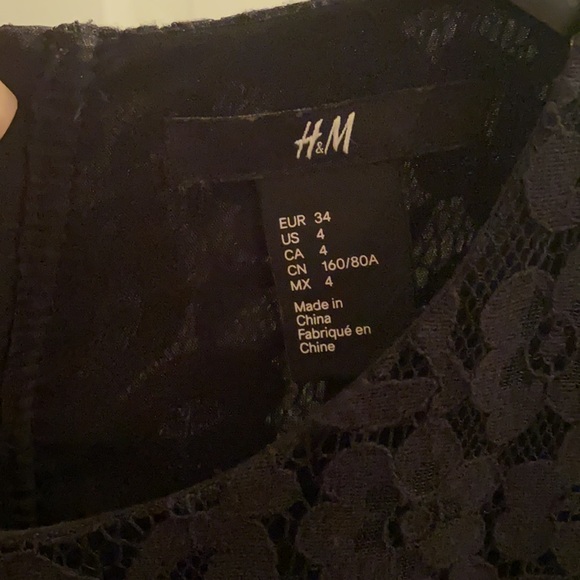 H&M
EUR 34
US 4
CA 4
CN 160/80A
MX 4
Made in
China
Fabriqué en
Chine